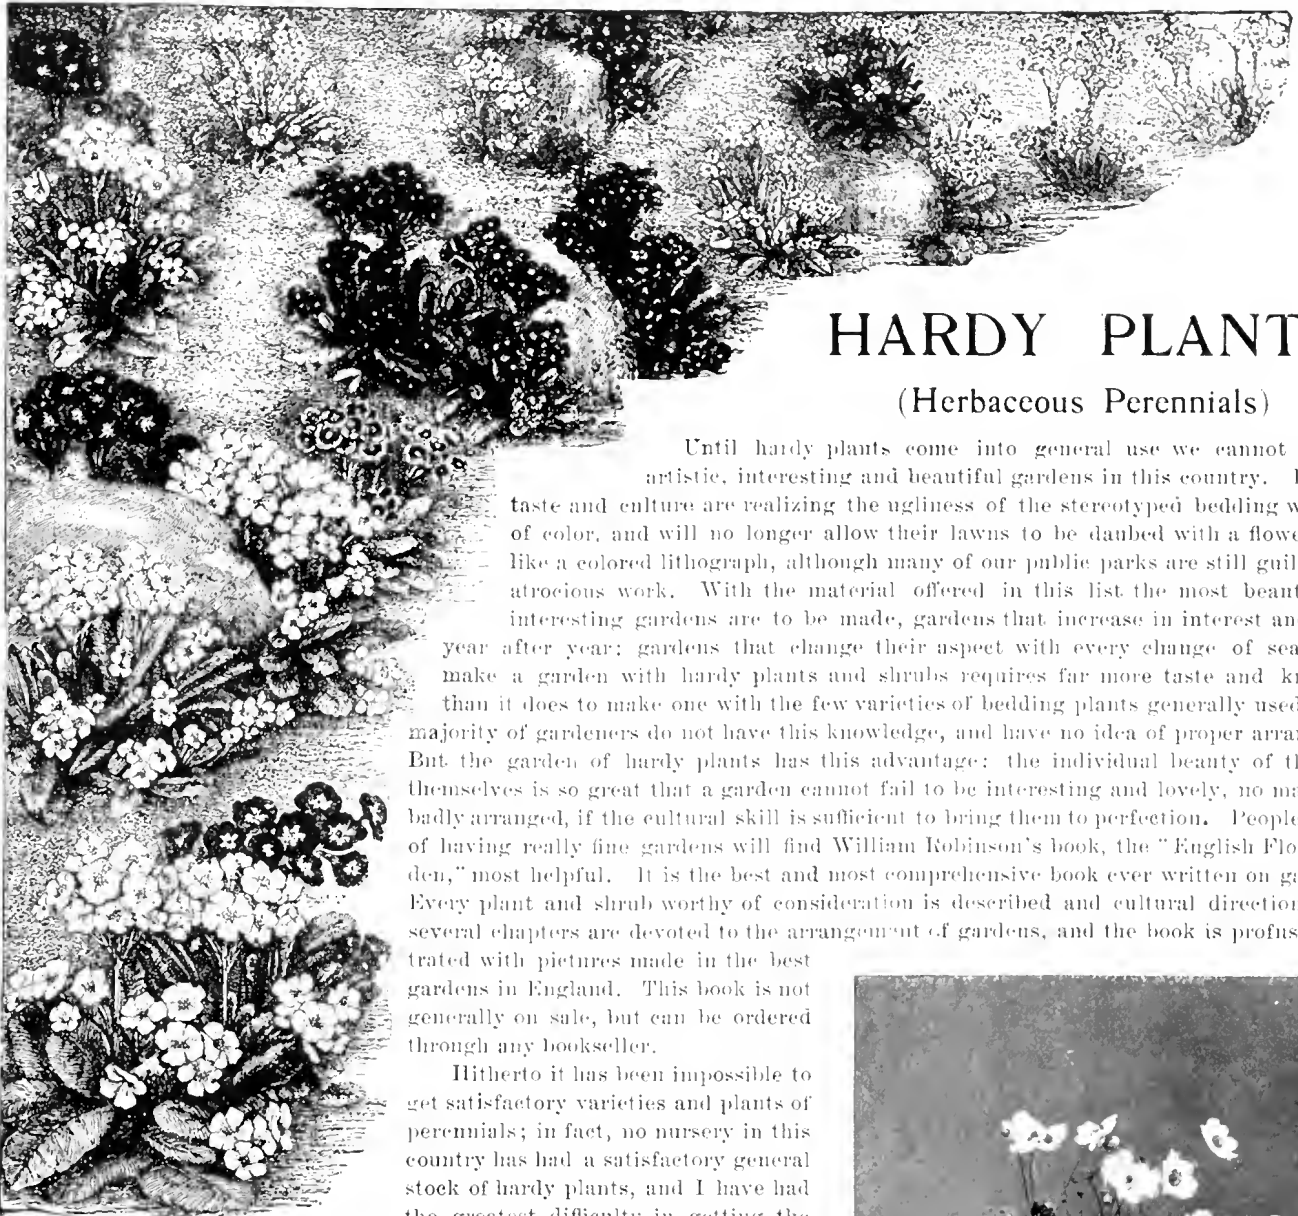 HARDY PLANT
(Herbaceous Perennials)
Until hardy plants come into general use we cannot
artistic, interesting and beautiful gardens in this country.
taste and culture are realizing the ugliness of the stereotyped bedding w
of color, and will no longer allow their lawns to be daubed with a flowe
like a colored lithograph, although many of our public parks are still guil
atrocious work. With the material offered in this list the most beaut
interesting gardens are to be made, gardens that increase in interest an
year after year; gardens that change their aspect with every change of sea
make a garden with hardy plants and shrubs requires far more taste and k
than it does to make one with the few varieties of bedding plants generally used
majority of gardeners do not have this knowledge, and have no idea of proper arra
But the garden of hardy plants has this advantage: the individual beauty of tl
themselves is so great that a garden cannot fail to be interesting and lovely, no ma
badly arranged, if the cultural skill is sufficient to bring them to perfection. People
of having really fine gardens will find William Robinson's book, the "English Flo
den," most helpful. It is the best and most comprehensive book ever written on ga
Every plant and shrub worthy of consideration is described and cultural direction
several chapters are devoted to the arrangement of gardens, and the book is profus
trated with pictures made in the best
gardens in England. This book is not
generally on sale, but can be ordered
through any bookseller.
Hitherto it has been impossible to
get satisfactory varieties and plants of
perennials; in fact, no nursery in this
country has had a satisfactory general
stock of hardy plants, and I have had
the greatest difficulty in getting the